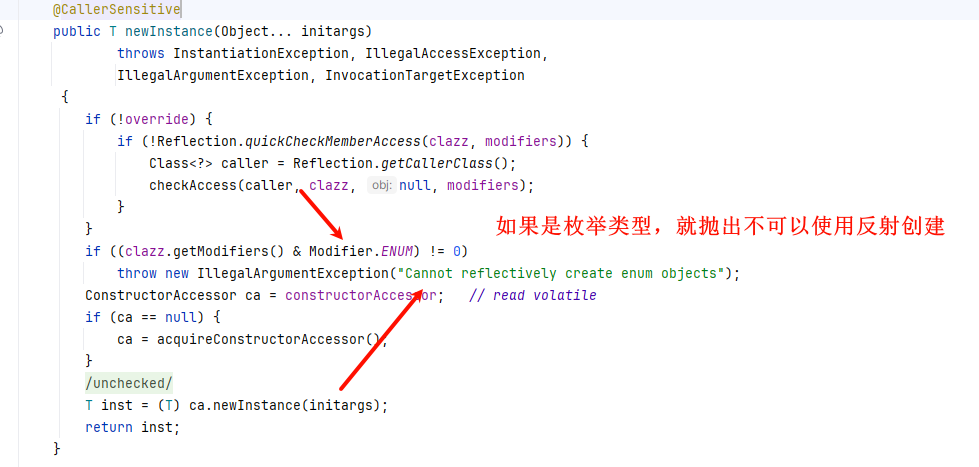 @CallerSensitive
public T newInstance(Object... initargs)
throws InstantiationException, IllegalAccessException,
IllegalArgumentException, InvocationTargetException
{
if (!override) {
if (!Reflection.quickCheckMemberAccess(clazz, modifiers)) {
Class<?> caller = Reflection.getCallerClass();
checkAccess(caller, clazz, obj: null, modifiers);
}
}
如果是枚举类型，就抛出不可以使用反射创建
if ((clazz.getModifiers() & Modifier.ENUM) != 0)
throw new IllegalArgumentException("Cannot reflectively create enum objects");
ConstructorAccessor ca = constructorAccessor; // read volatile
if (ca == null) {
ca = acquireConstructorAccessor();
}
/unchecked/
T inst = (T) ca.newInstance(initargs);
return inst;
}